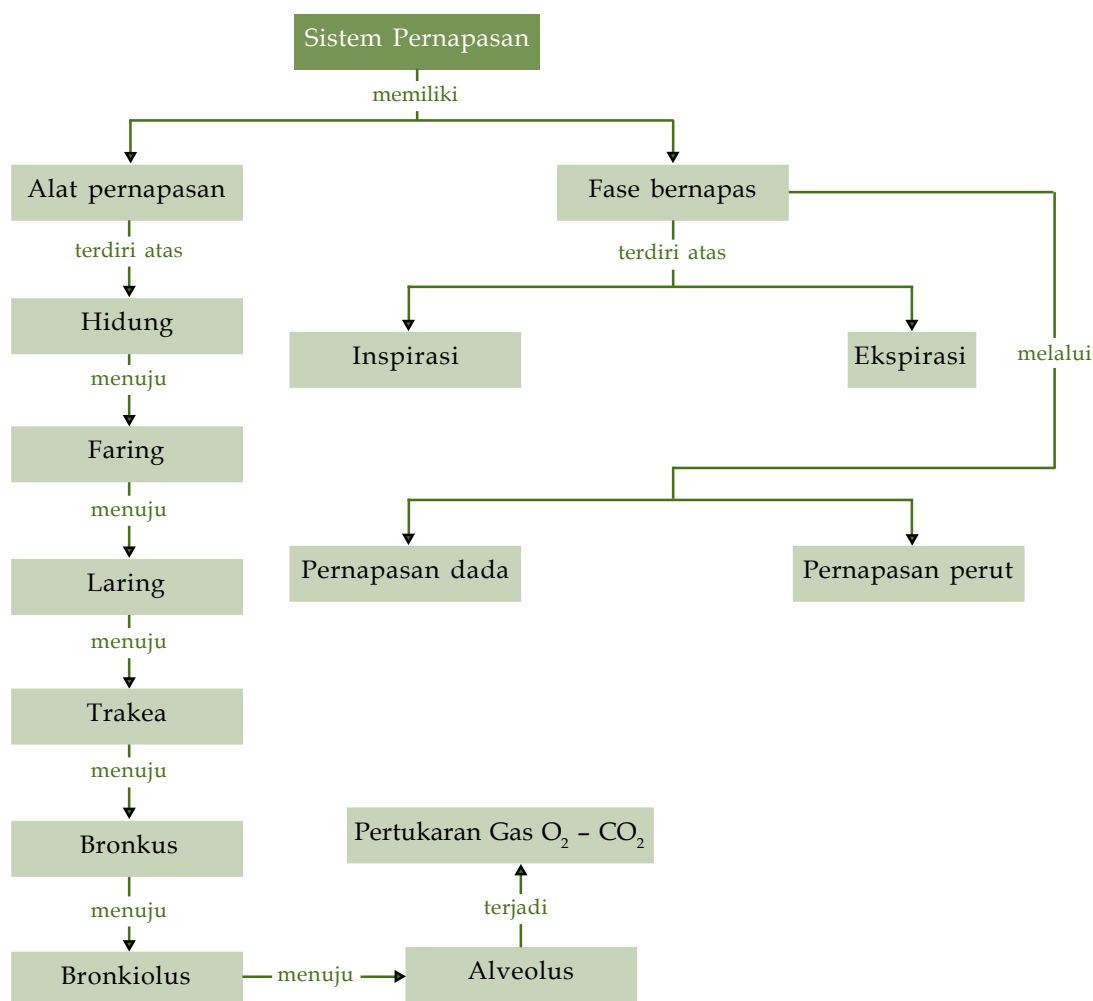 Sistem Pernapasan
memiliki
Alat pernapasan
Fase bernapas
terdiri atas
terdiri atas
Hidung
Inspirasi
Ekspirasi
melalui
menuju
Faring
menuju
Pernapasan dada
Pernapasan perut
Laring
menuju
Trakea
menuju
Bronkus
Pertukaran Gas O₂ – CO₂
menuju
terjadi
Bronkiolus
menuju
Alveolus